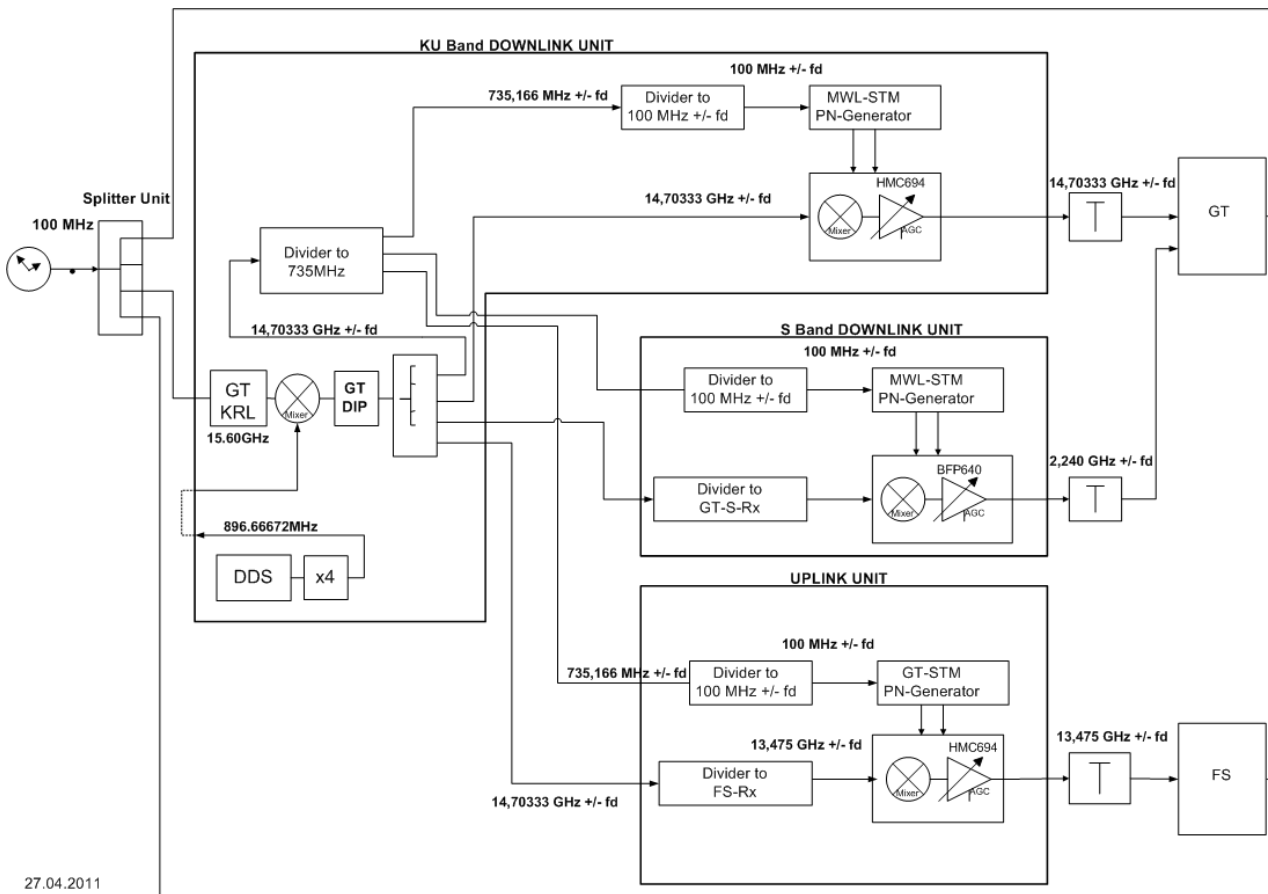 KU Band DOWNLINK UNIT
100 MHz +/- fd
735,166 MHz +/- fd
Divider to
100 MHz +/- fd
MWL-STM
PN-Generator
Splitter Unit
100 MHz
HMC694
14,70333 GHz +/- fd
Mixer
AGC
14,70333 GHz +/- fd
T
GT
Divider to
735MHz
14,70333 GHz +/- fd
S Band DOWNLINK UNIT
100 MHz +/- fd
Divider to
100 MHz +/- fd
MWL-STM
PN-Generator
GT
KRL
15.60GHz
Mixer
GT
DIP
BFP640
2,240 GHz +/- fd
Divider to
GT-S-Rx
Mixer
AGC
T
896.66672MHz
DDS
x4
UPLINK UNIT
100 MHz +/- fd
735,166 MHz +/- fd
Divider to
100 MHz +/- fd
GT-STM
PN-Generator
13,475 GHz +/- fd
HMC694
13,475 GHz +/- fd
Divider to
FS-Rx
Mixer
AGC
T
FS
14,70333 GHz +/- fd
27.04.2011